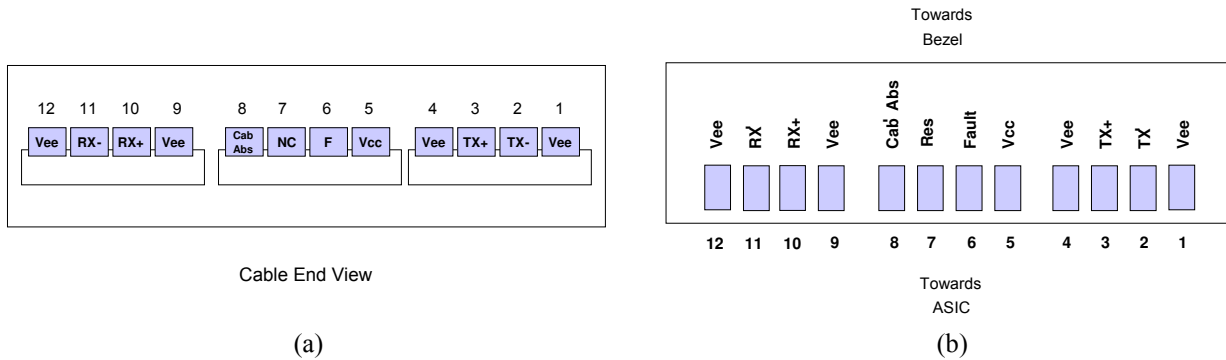 12 11 10 9 8 7 6 5 4 3 2 1
Vee RX- RX+ Vee Cab Abs NC F Vcc Vee TX+ TX- Vee
Cable End View
(a)
Towards
Bezel
Vee RX' RX+ Vee Cab' Abs Res Fault Vcc Vee TX+ TX' Vee
12 11 10 9 8 7 6 5 4 3 2 1
Towards
ASIC
(b)